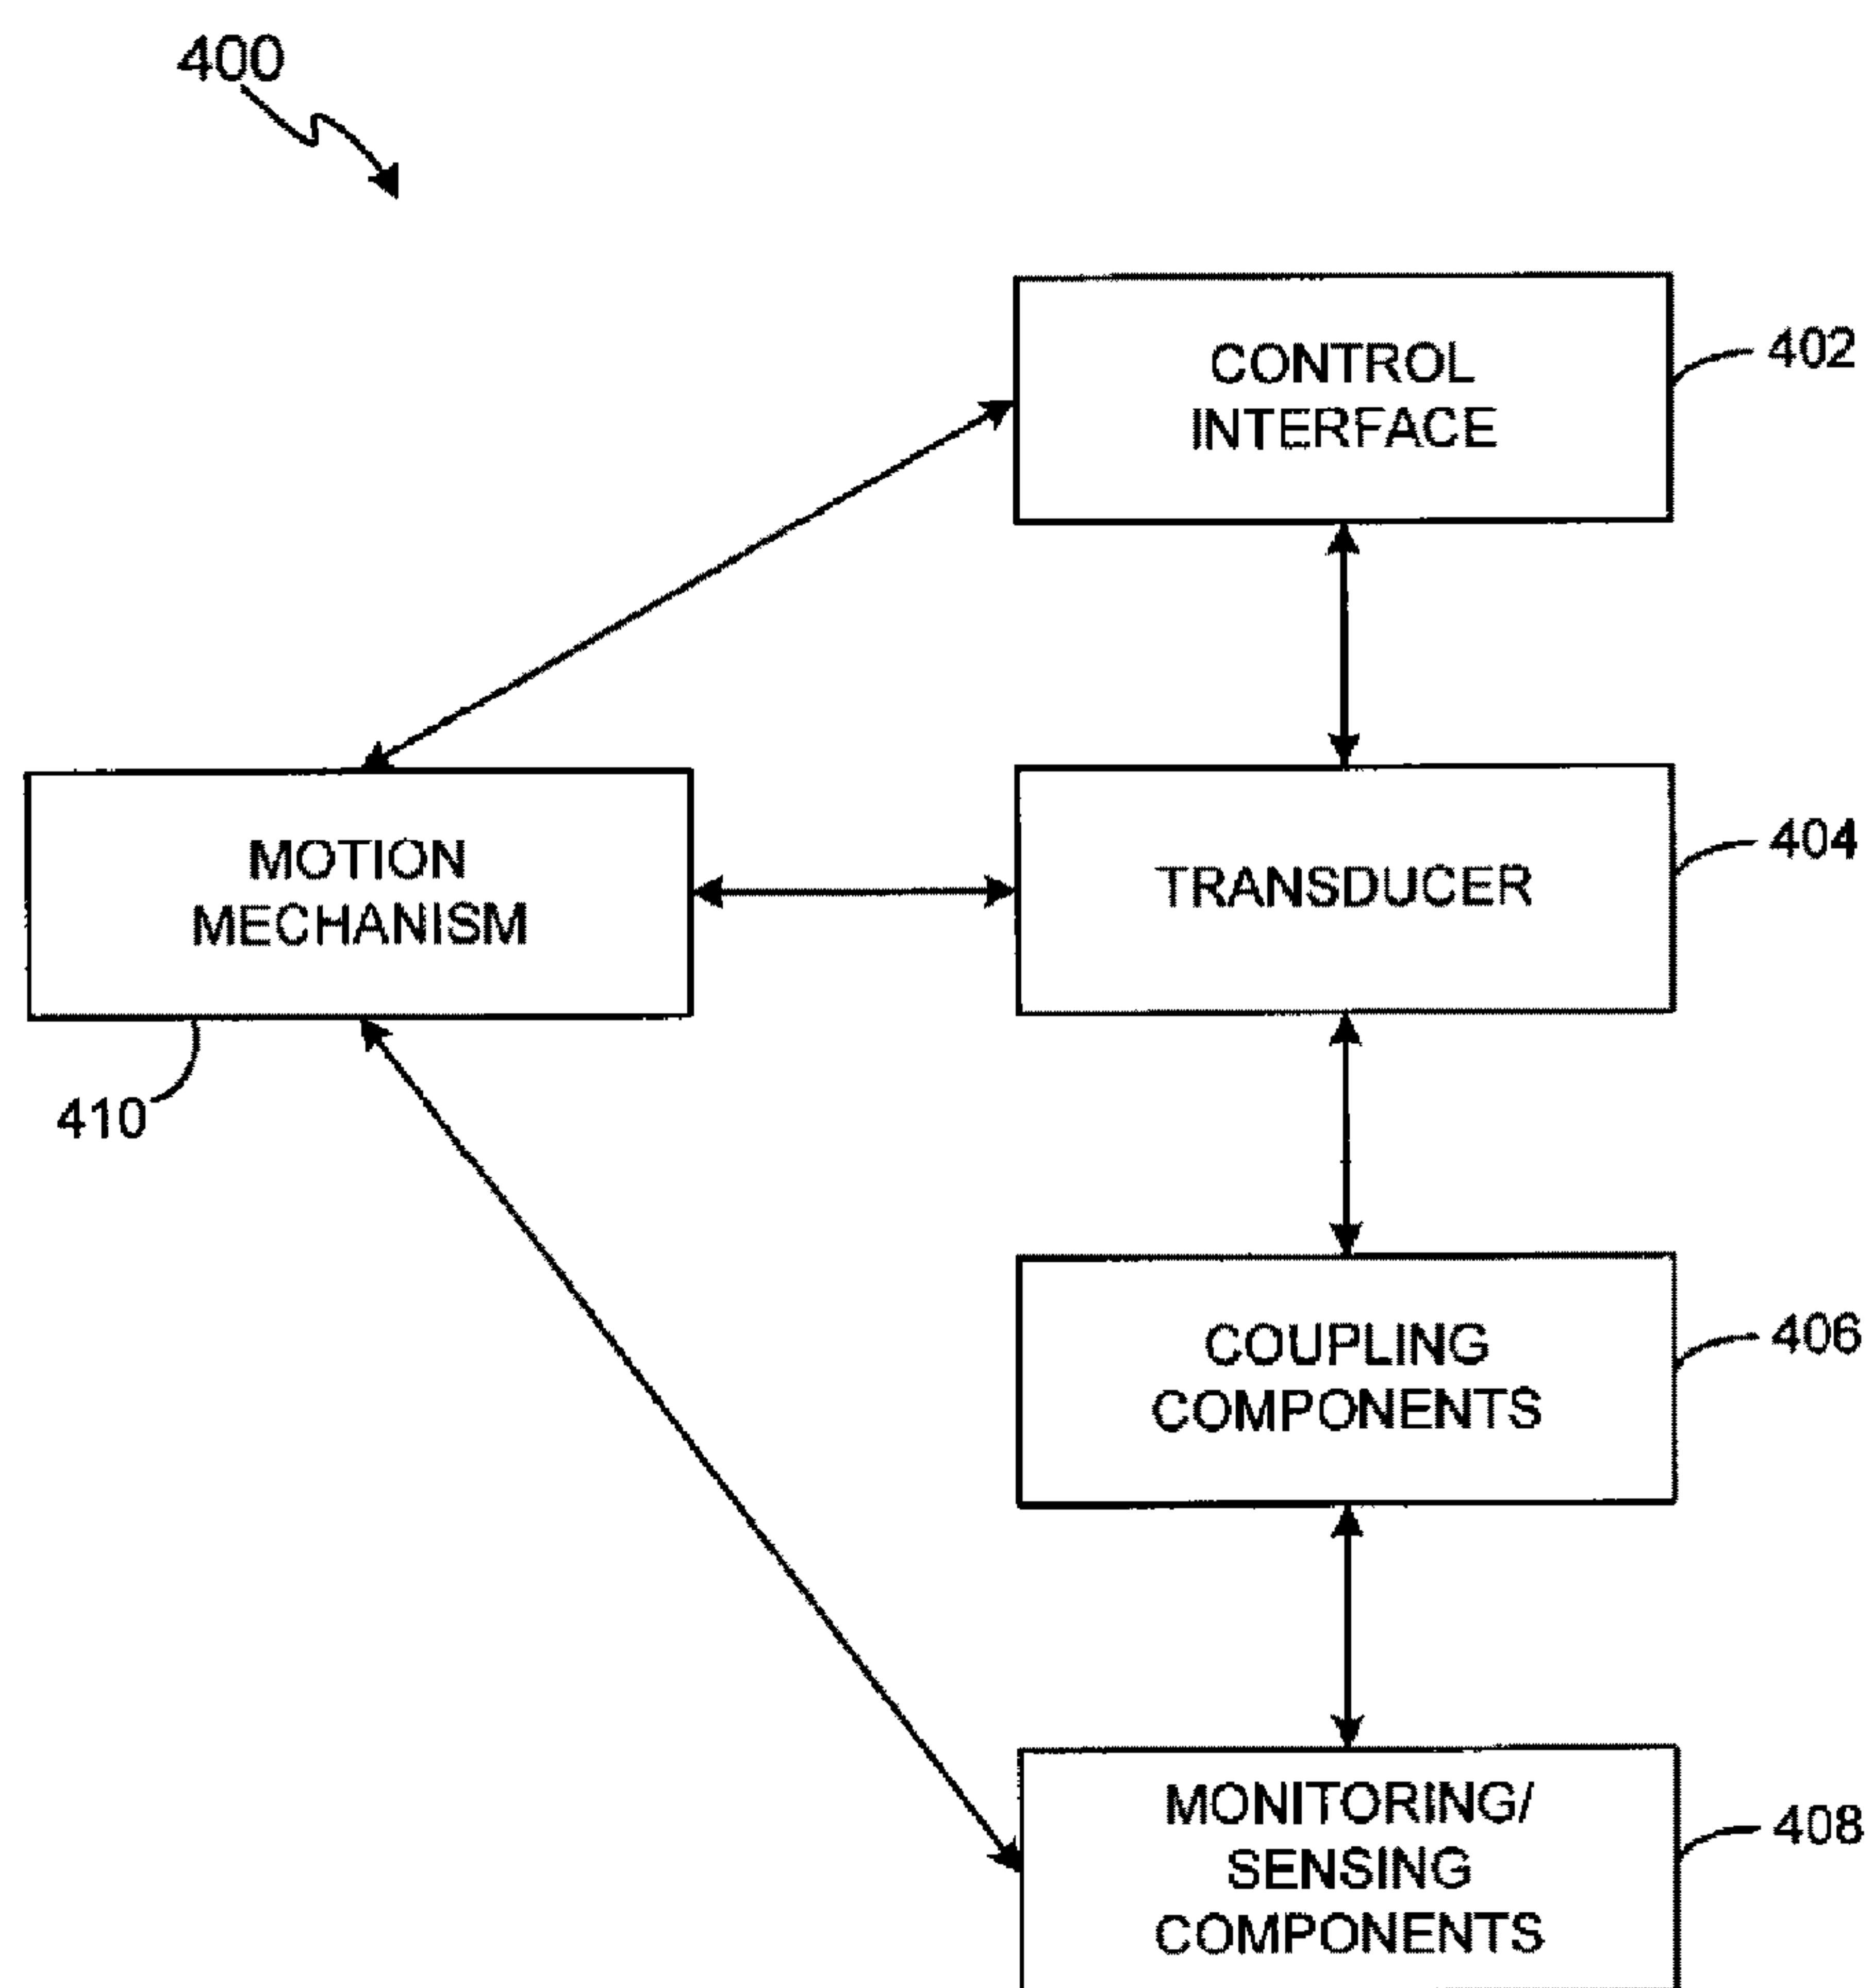 400
CONTROL
INTERFACE
402
MOTION
MECHANISM
410
TRANSDUCER
404
COUPLING
COMPONENTS
406
MONITORING/
SENSING
COMPONENTS
408